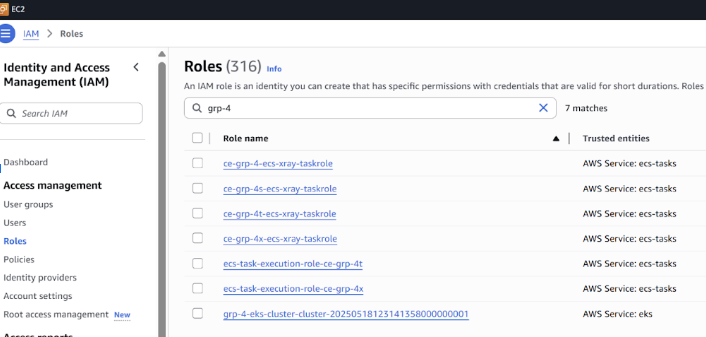 EC2
IAM > Roles
Identity and Access
Management (IAM)
Search IAM
Dashboard
Access management
User groups
Users
Roles
Policies
Identity providers
Account settings
Root access management New
Access reports
Roles (316) Info
An IAM role is an identity you can create that has specific permissions with credentials that are valid for short durations. Roles
grp-4
7 matches
Role name
Trusted entities
ce-grp-4-ecs-xray-taskrole AWS Service: ecs-tasks
ce-grp-4s-ecs-xray-taskrole AWS Service: ecs-tasks
ce-grp-4t-ecs-xray-taskrole AWS Service: ecs-tasks
ce-grp-4x-ecs-xray-taskrole AWS Service: ecs-tasks
ecs-task-execution-role-ce-grp-4t AWS Service: ecs-tasks
ecs-task-execution-role-ce-grp-4x AWS Service: ecs-tasks
grp-4-eks-cluster-cluster-20250518123141358000000001 AWS Service: eks